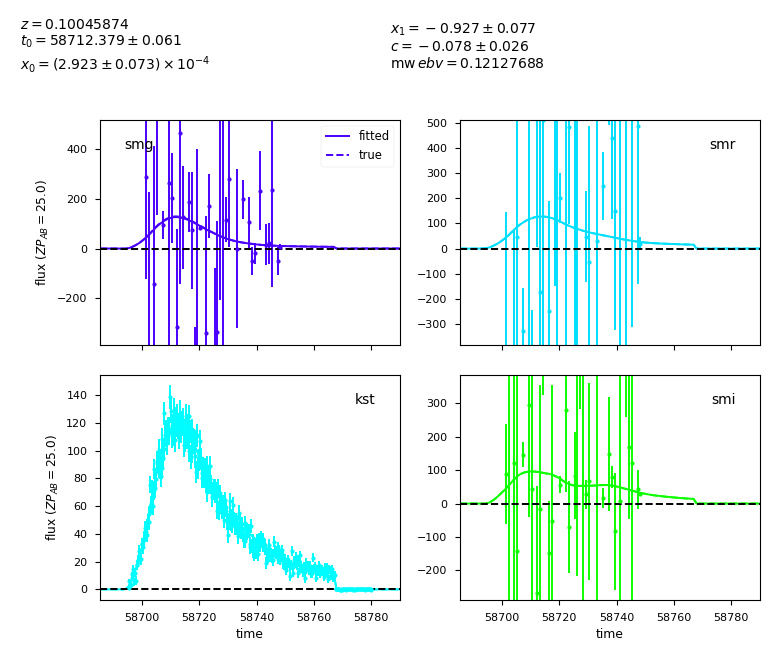 z = 0.10045874
t₀ = 58712.379 ± 0.061
x₀ = (2.923 ± 0.073) × 10⁻⁴
x₁ = −0.927 ± 0.077
c = −0.078 ± 0.026
mw ebv = 0.12127688
smg
fitted
true
400
200
0
−200
flux (ZP_AB = 25.0)
smr
500
400
300
200
100
0
−100
−200
−300
kst
140
120
100
80
60
40
20
0
flux (ZP_AB = 25.0)
58700 58720 58740 58760 58780
time
smi
300
200
100
0
−100
−200
58700 58720 58740 58760 58780
time